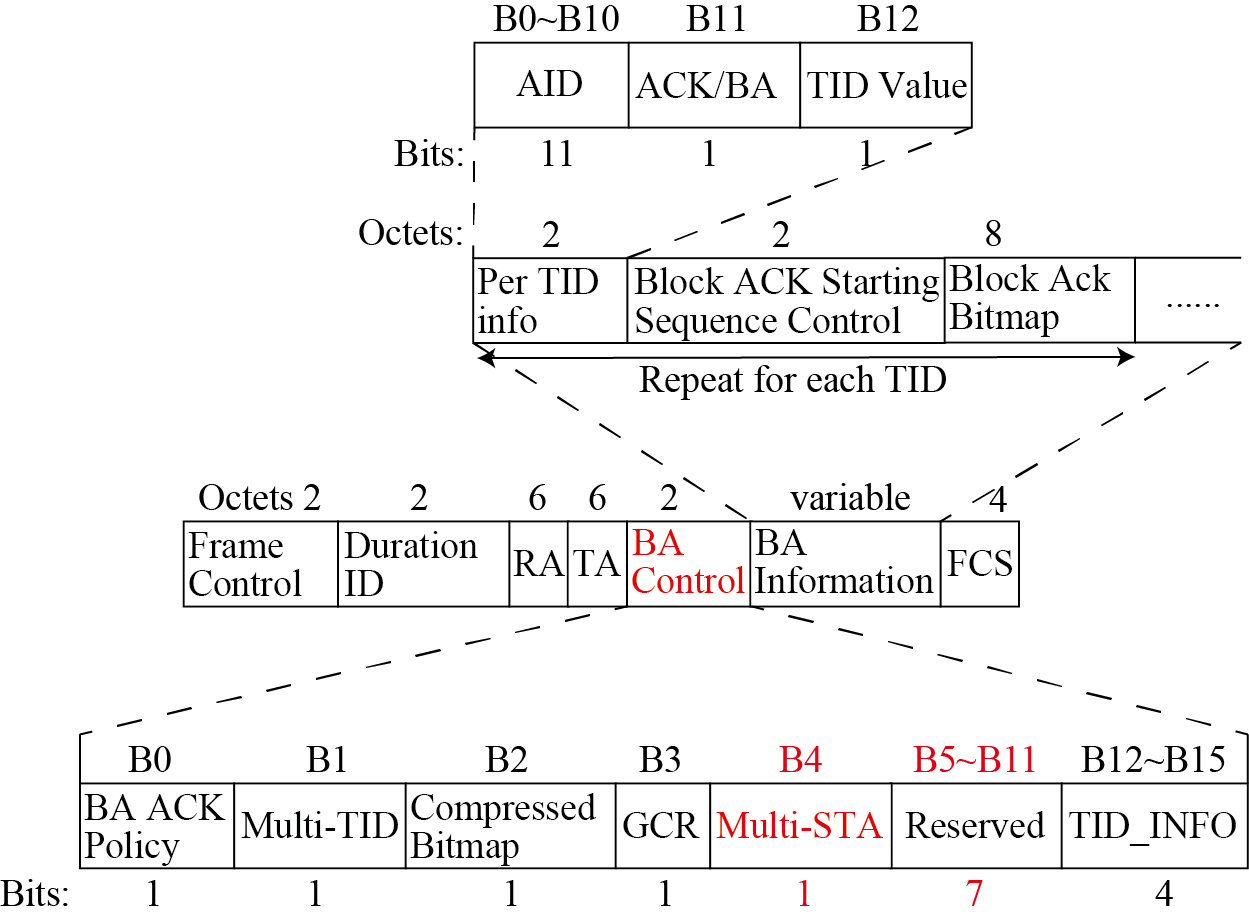 B0~B10 B11 B12
AID ACK/BA TID Value
Bits: 11 1 1
Octets: 2 2 8
Per TID info Block ACK Starting Sequence Control Block Ack Bitmap ......
Repeat for each TID
Octets 2 2 6 6 2 variable 4
Frame Control Duration ID RA TA BA Control BA Information FCS
B0 B1 B2 B3 B4 B5~B11 B12~B15
BA ACK Policy Multi-TID Compressed Bitmap GCR Multi-STA Reserved TID_INFO
Bits: 1 1 1 1 1 7 4